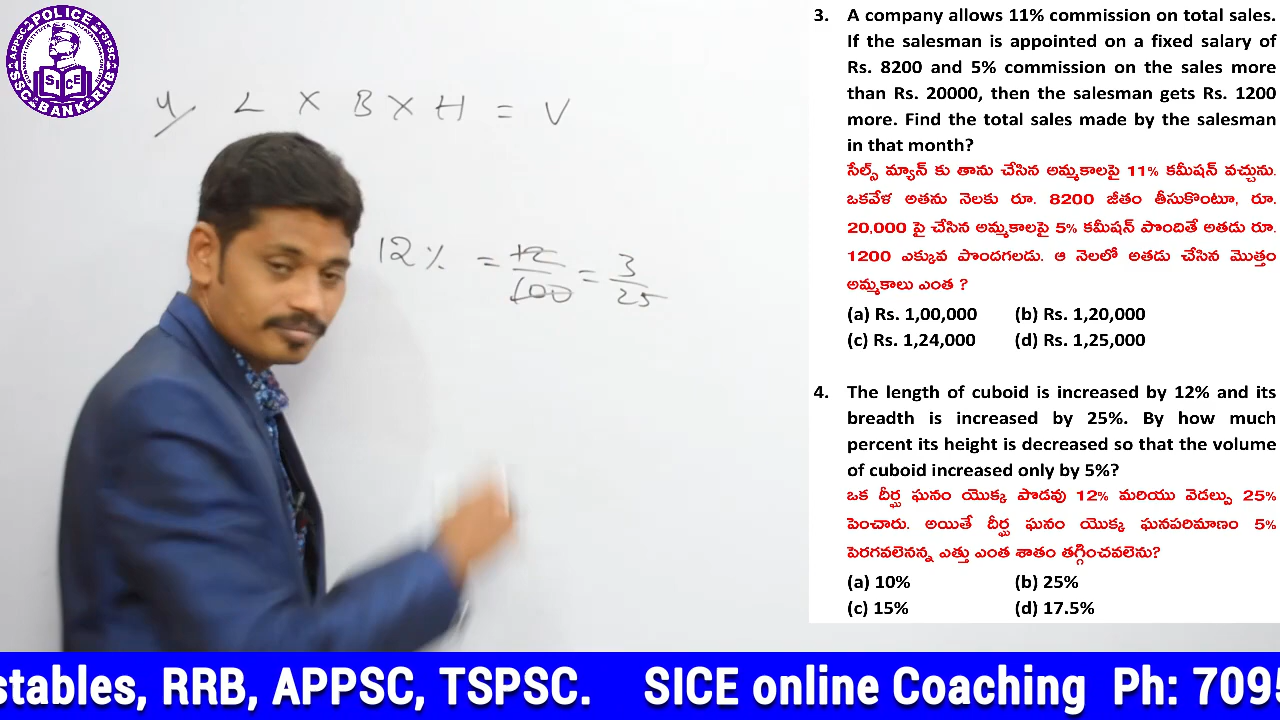 POLICE
APPSC
TSPSC
SSC
RRB
BANK
SICE
4) L X B X H = V
12% = 12/100 = 3/25
3. A company allows 11% commission on total sales.
If the salesman is appointed on a fixed salary of
Rs. 8200 and 5% commission on the sales more
than Rs. 20000, then the salesman gets Rs. 1200
more. Find the total sales made by the salesman
in that month?
సేల్స్ మ్యాన్ కు తాను చేసిన అమ్మకాలపై 11% కమీషన్ వచ్చును.
ఒకవేళ అతను నెలకు రూ. 8200 జీతం తీసుకొంటూ, రూ.
20,000 పై చేసిన అమ్మకాలపై 5% కమీషన్ పొందితే అతడు రూ.
1200 ఎక్కువ పొందగలడు. ఆ నెలలో అతడు చేసిన మొత్తం
అమ్మకాలు ఎంత ?
(a) Rs. 1,00,000 (b) Rs. 1,20,000
(c) Rs. 1,24,000 (d) Rs. 1,25,000
4. The length of cuboid is increased by 12% and its
breadth is increased by 25%. By how much
percent its height is decreased so that the volume
of cuboid increased only by 5%?
ఒక దీర్ఘ ఘనం యొక్క పొడవు 12% మరియు వెడల్పు 25%
పెంచారు. అయితే దీర్ఘ ఘనం యొక్క ఘనపరిమాణం 5%
పెరగవలెనన్న ఎత్తు ఎంత శాతం తగ్గించవలెను?
(a) 10% (b) 25%
(c) 15% (d) 17.5%
stables, RRB, APPSC, TSPSC. SICE online Coaching Ph: 709